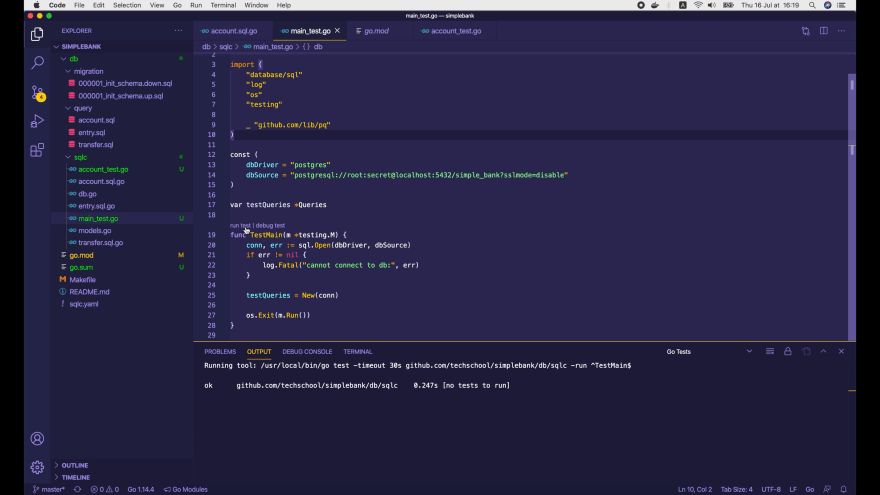 Code File Edit Selection View Go Run Terminal Window Help
A
Thu 16 Jul at 16:19
main_test.go — simplebank
EXPLORER
SIMPLEBANK
db
migration
000001_init_schema.down.sql
000001_init_schema.up.sql
query
account.sql
entry.sql
transfer.sql
sqlc
account_test.go U
account.sql.go
db.go
entry.sql.go
main_test.go U
models.go
transfer.sql.go
go.mod M
go.sum U
Makefile
README.md
sqlc.yaml
OUTLINE
TIMELINE
account.sql.go main_test.go go.mod account_test.go
db > sqlc > main_test.go > {} db
2
3 import (
4 "database/sql"
5 "log"
6 "os"
7 "testing"
8
9 _ "github.com/lib/pq"
10 )
11
12 const (
13 dbDriver = "postgres"
14 dbSource = "postgresql://root:secret@localhost:5432/simple_bank?sslmode=disable"
15 )
16
17 var testQueries *Queries
18
run test | debug test
19 func TestMain(m *testing.M) {
20 conn, err := sql.Open(dbDriver, dbSource)
21 if err != nil {
22 log.Fatal("cannot connect to db:", err)
23 }
24
25 testQueries = New(conn)
26
27 os.Exit(m.Run())
28 }
29
PROBLEMS OUTPUT DEBUG CONSOLE TERMINAL Go Tests
Running tool: /usr/local/bin/go test -timeout 30s github.com/techschool/simplebank/db/sqlc -run ^TestMain$
ok github.com/techschool/simplebank/db/sqlc 0.247s [no tests to run]
master* 0 0 Go 1.14.4 Go Modules Ln 10, Col 2 Tab Size: 4 UTF-8 LF Go